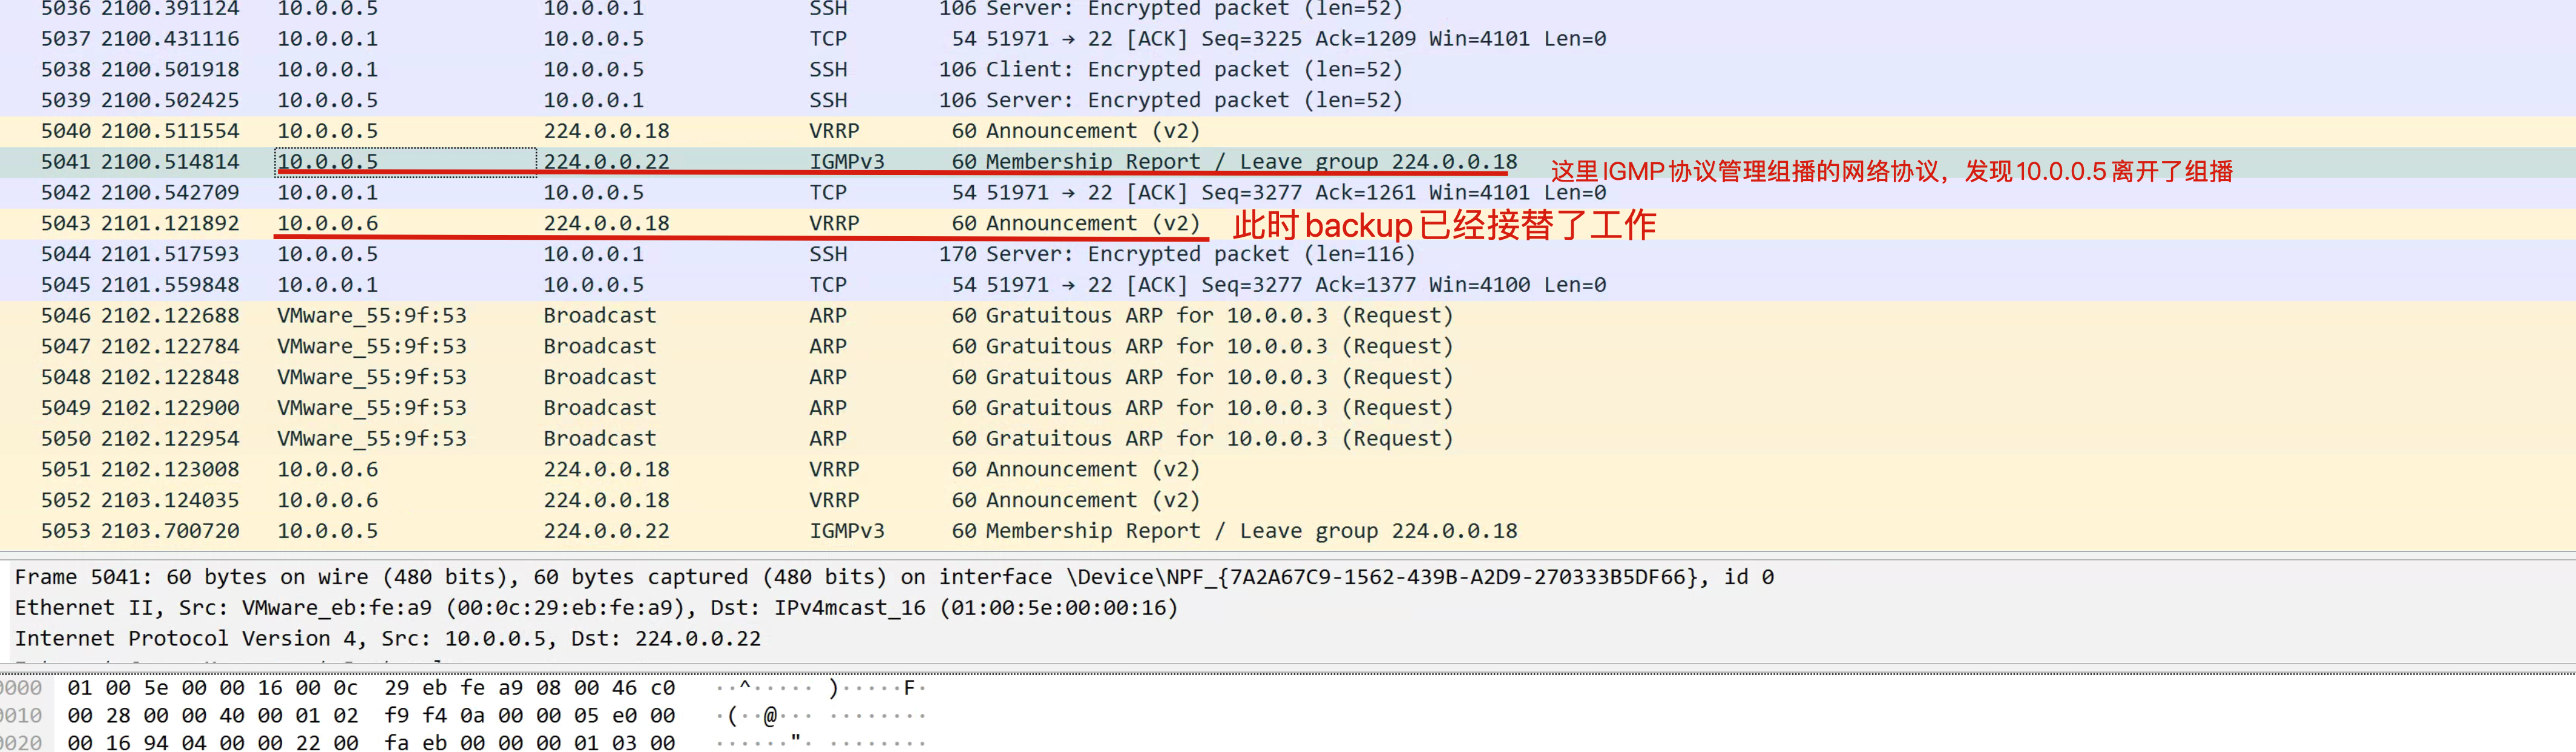 5036 2100.391124 10.0.0.5 10.0.0.1 SSH 106 Server: Encrypted packet (len=52)
5037 2100.431116 10.0.0.1 10.0.0.5 TCP 54 51971 → 22 [ACK] Seq=3225 Ack=1209 Win=4101 Len=0
5038 2100.501918 10.0.0.1 10.0.0.5 SSH 106 Client: Encrypted packet (len=52)
5039 2100.502425 10.0.0.5 10.0.0.1 SSH 106 Server: Encrypted packet (len=52)
5040 2100.511554 10.0.0.5 224.0.0.18 VRRP 60 Announcement (v2)
5041 2100.514814 10.0.0.5 224.0.0.22 IGMPv3 60 Membership Report / Leave group 224.0.0.18 这里IGMP协议管理组播的网络协议，发现10.0.0.5离开了组播
5042 2100.542709 10.0.0.1 10.0.0.5 TCP 54 51971 → 22 [ACK] Seq=3277 Ack=1261 Win=4101 Len=0
5043 2101.121892 10.0.0.6 224.0.0.18 VRRP 60 Announcement (v2) 此时backup已经接替了工作
5044 2101.517593 10.0.0.5 10.0.0.1 SSH 170 Server: Encrypted packet (len=116)
5045 2101.559848 10.0.0.1 10.0.0.5 TCP 54 51971 → 22 [ACK] Seq=3277 Ack=1377 Win=4100 Len=0
5046 2102.122688 VMware_55:9f:53 Broadcast ARP 60 Gratuitous ARP for 10.0.0.3 (Request)
5047 2102.122784 VMware_55:9f:53 Broadcast ARP 60 Gratuitous ARP for 10.0.0.3 (Request)
5048 2102.122848 VMware_55:9f:53 Broadcast ARP 60 Gratuitous ARP for 10.0.0.3 (Request)
5049 2102.122900 VMware_55:9f:53 Broadcast ARP 60 Gratuitous ARP for 10.0.0.3 (Request)
5050 2102.122954 VMware_55:9f:53 Broadcast ARP 60 Gratuitous ARP for 10.0.0.3 (Request)
5051 2102.123008 10.0.0.6 224.0.0.18 VRRP 60 Announcement (v2)
5052 2103.124035 10.0.0.6 224.0.0.18 VRRP 60 Announcement (v2)
5053 2103.700720 10.0.0.5 224.0.0.22 IGMPv3 60 Membership Report / Leave group 224.0.0.18
Frame 5041: 60 bytes on wire (480 bits), 60 bytes captured (480 bits) on interface \Device\NPF_{7A2A67C9-1562-439B-A2D9-270333B5DF66}, id 0
Ethernet II, Src: VMware_eb:fe:a9 (00:0c:29:eb:fe:a9), Dst: IPv4mcast_16 (01:00:5e:00:00:16)
Internet Protocol Version 4, Src: 10.0.0.5, Dst: 224.0.0.22
0000 01 00 5e 00 00 16 00 0c 29 eb fe a9 08 00 46 c0 ··^····· )·····F·
0010 00 28 00 00 40 00 01 02 f9 f4 0a 00 00 05 e0 00 ·(··@··· ········
0020 00 16 94 04 00 00 22 00 fa eb 00 00 00 01 03 00 ······"· ········